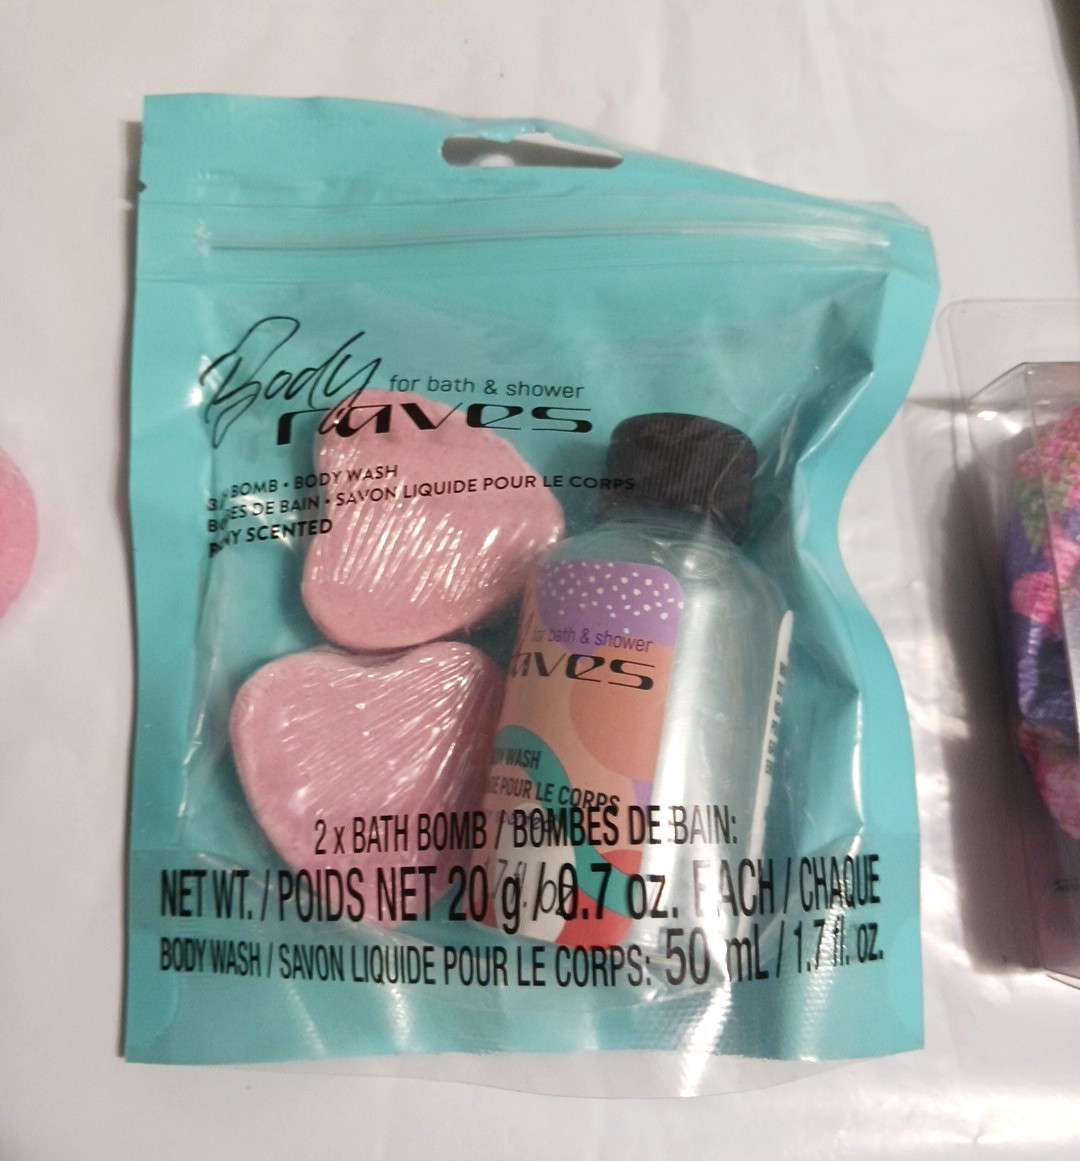 Body
for bath & shower
raves
BOMB • BODY WASH
DE BAIN • SAVON LIQUIDE POUR LE CORPS
SCENTED
for bath & shower
aves
WASH
POUR LE CORPS
2 x BATH BOMB / BOMBES DE BAIN:
NET WT. / POIDS NET 20 g / 0.7 oz. EACH / CHAQUE
BODY WASH / SAVON LIQUIDE POUR LE CORPS: 50 mL / 1.7 fl. oz.